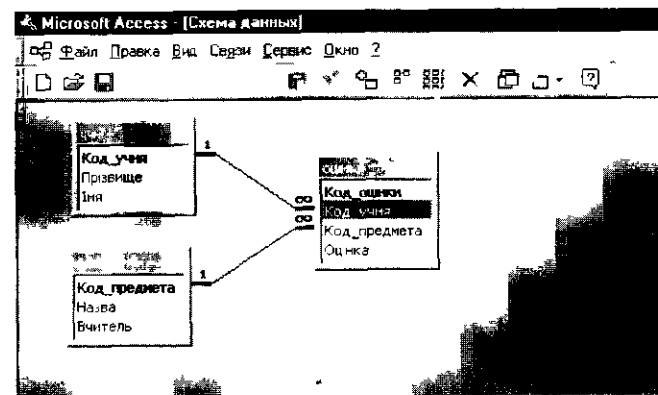 Microsoft Access - [Схема данных]
Файл Правка Вид Связи Сервис Окно ?
Код_учня
Прізвище
Імя
1
Код_оцінки
Код_учня
Код_предмета
Оцінка
∞
∞
1
Код_предмета
Назва
Вчитель